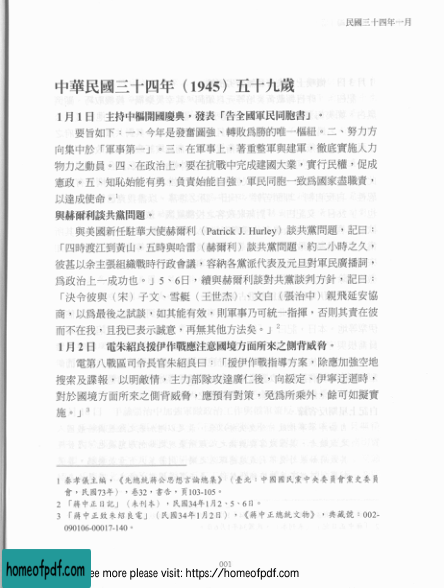 民國三十四年一月
中華民國三十四年（1945）五十九歲
1月1日　主持中樞開國慶典，發表「告全國軍民同胞書」。
要旨如下：一、今年是發奮圖強、轉敗爲勝的唯一樞紐。二、努力方
向集中於「軍事第一」。三、在軍事上，著重整軍與建軍，徹底實施人力
物力之動員。四、在政治上，要在抗戰中完成建國大業，實行民權，促成
憲政。五、知恥始能有勇，負責始能自強，軍民同胞一致爲國家盡職責，
以達成使命。1
與赫爾利談共黨問題。
與美國新任駐華大使赫爾利（Patrick J. Hurley）談共黨問題，記曰：
「四時渡江到黃山，五時與哈雷（赫爾利）談共黨問題，約二小時之久，
彼甚以余主張組織戰時行政會議，容納各黨派代表及元旦對軍民廣播詞，
爲政治上一成功也。」5、6日，續與赫爾利談對共黨談判方針，記曰：
「決令彼與（宋）子文、雪艇（王世杰）、文白（張治中）親飛延安協
商，以爲最後之試談，如其能有效，則軍事乃可統一指揮，否則其責在彼
而不在我，且我已表示誠意，再無其他方法矣。」2
1月2日　電朱紹良援伊作戰應注意國境方面所來之側背威脅。
電第八戰區司令長官朱紹良曰：「援伊作戰指導方案，除應加強空地
搜索及諜報，以明敵情，主力部隊攻達廣仁後，向綏定、伊寧迂迴時，
對於國境方面所來之側背威脅，應預有對策，免爲所乘外，餘可如擬實
施。」3
1 秦孝儀主編，《先總統蔣公思想言論總集》（臺北：中國國民黨中央委員會黨史委員
會，民國73年），卷32，書告，頁103-105。
2 「蔣中正日記」（未刊本），民國34年1月2、5、6日。
3 「蔣中正致朱紹良電」（民國34年1月2日），《蔣中正總統文物》，典藏號：002-
090106-00017-140。
001
homeofpdf.com
ee more please visit: https://homeofpdf.com